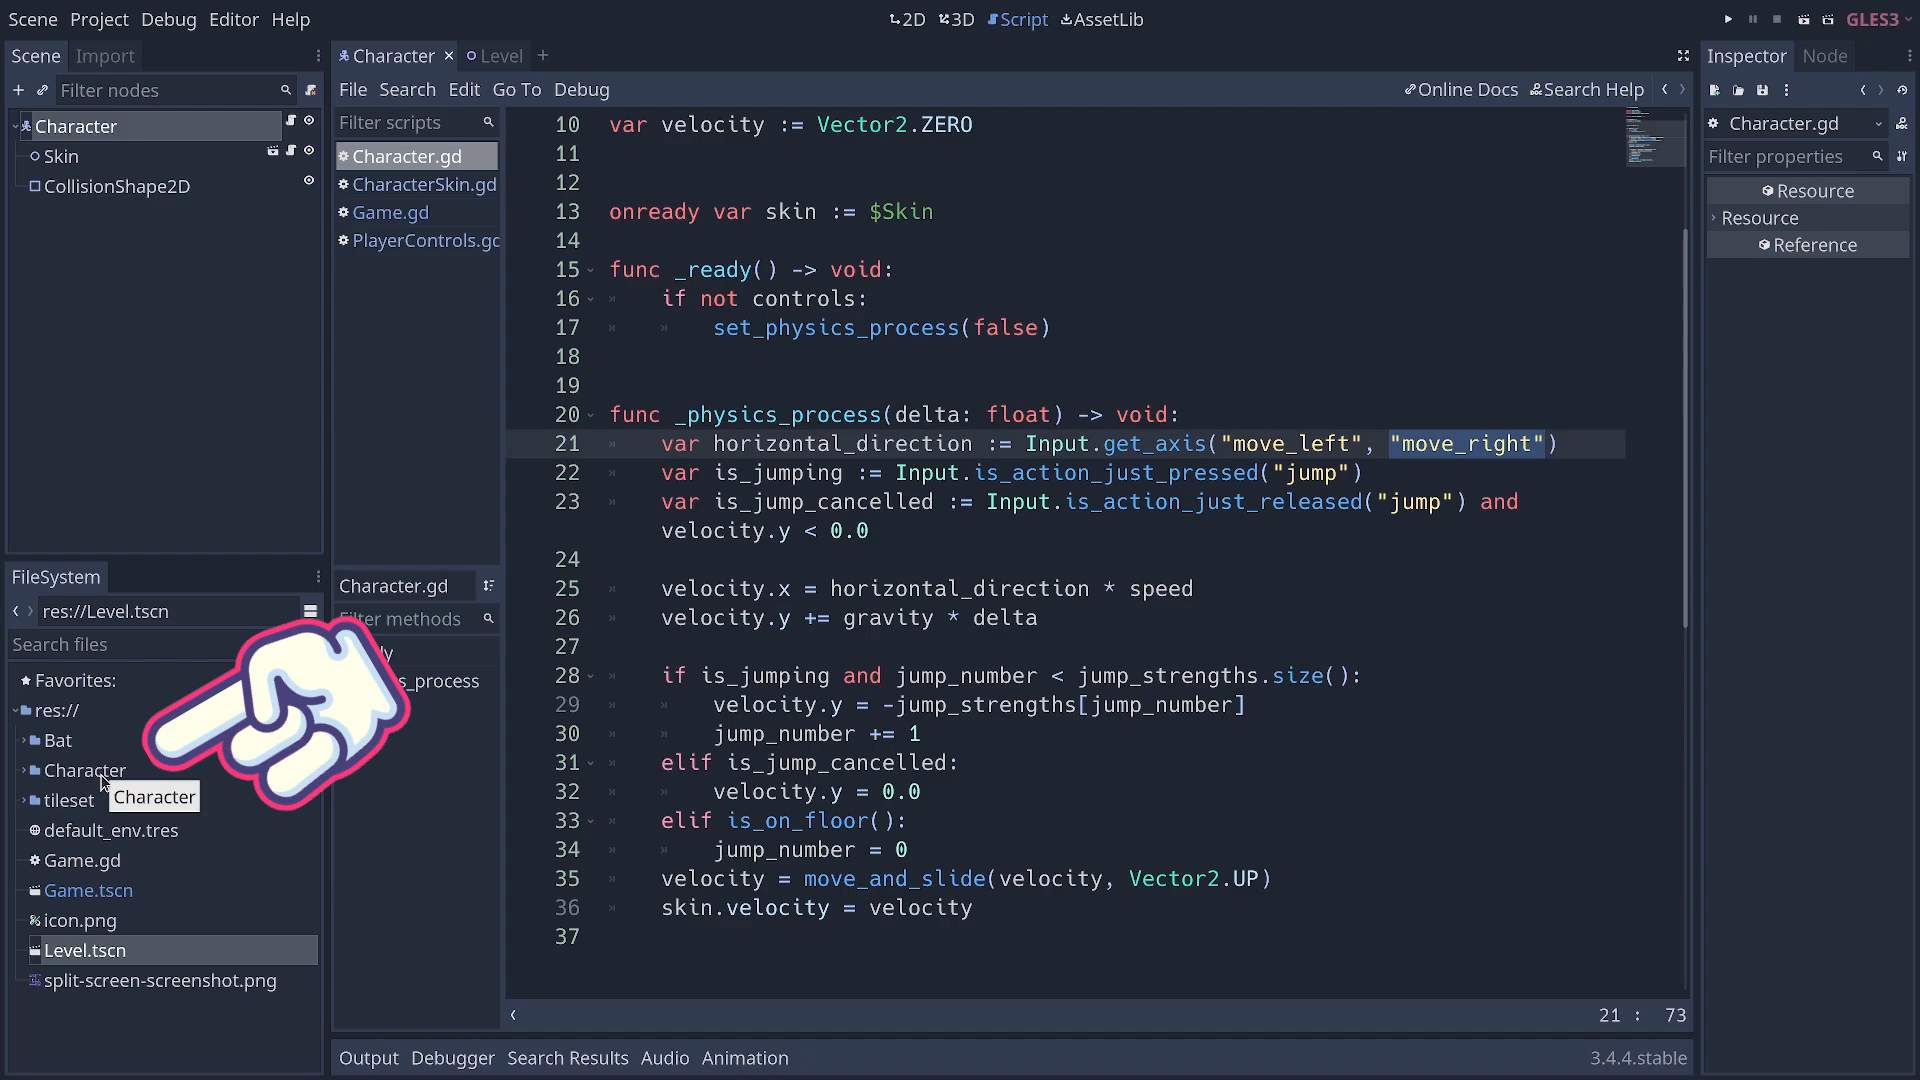 Scene Project Debug Editor Help
2D 3D Script AssetLib
GLES3
Scene Import
Filter nodes
Character
Skin
CollisionShape2D
FileSystem
res://Level.tscn
Search files
Favorites:
res://
Bat
Character
Character
tileset
default_env.tres
Game.gd
Game.tscn
icon.png
Level.tscn
split-screen-screenshot.png
Character Level
File Search Edit Go To Debug
Online Docs Search Help
Filter scripts
Character.gd
CharacterSkin.gd
Game.gd
PlayerControls.gd
Character.gd
Filter methods
s_process
10 var velocity := Vector2.ZERO
11
12
13 onready var skin := $Skin
14
15 func _ready() -> void:
16 if not controls:
17 set_physics_process(false)
18
19
20 func _physics_process(delta: float) -> void:
21 var horizontal_direction := Input.get_axis("move_left", "move_right")
22 var is_jumping := Input.is_action_just_pressed("jump")
23 var is_jump_cancelled := Input.is_action_just_released("jump") and
velocity.y < 0.0
24
25 velocity.x = horizontal_direction * speed
26 velocity.y += gravity * delta
27
28 if is_jumping and jump_number < jump_strengths.size():
29 velocity.y = -jump_strengths[jump_number]
30 jump_number += 1
31 elif is_jump_cancelled:
32 velocity.y = 0.0
33 elif is_on_floor():
34 jump_number = 0
35 velocity = move_and_slide(velocity, Vector2.UP)
36 skin.velocity = velocity
37
21 : 73
Output Debugger Search Results Audio Animation
3.4.4.stable
Inspector Node
Character.gd
Filter properties
Resource
Resource
Reference